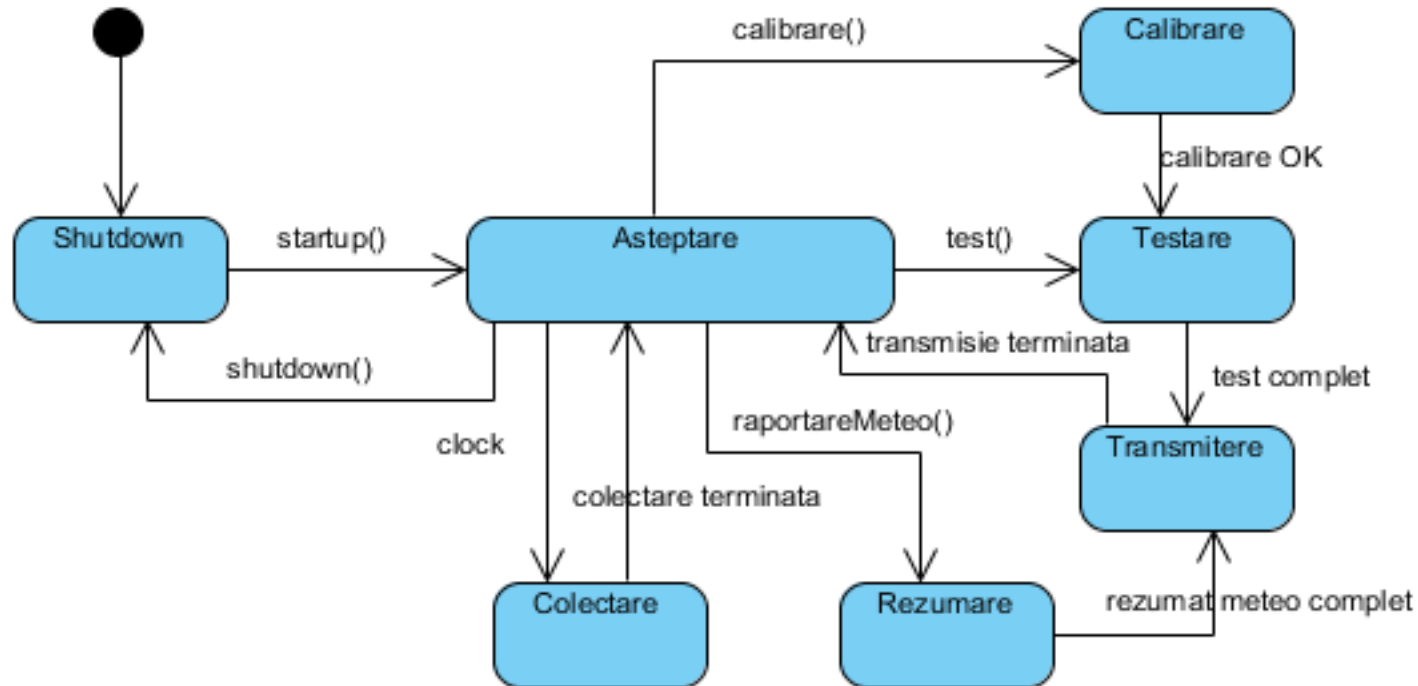 calibrare()
Calibrare
calibrare OK
Shutdown
startup()
Asteptare
test()
Testare
transmisie terminata
shutdown()
test complet
raportareMeteo()
clock
Transmitere
colectare terminata
Colectare
Rezumare
rezumat meteo complet